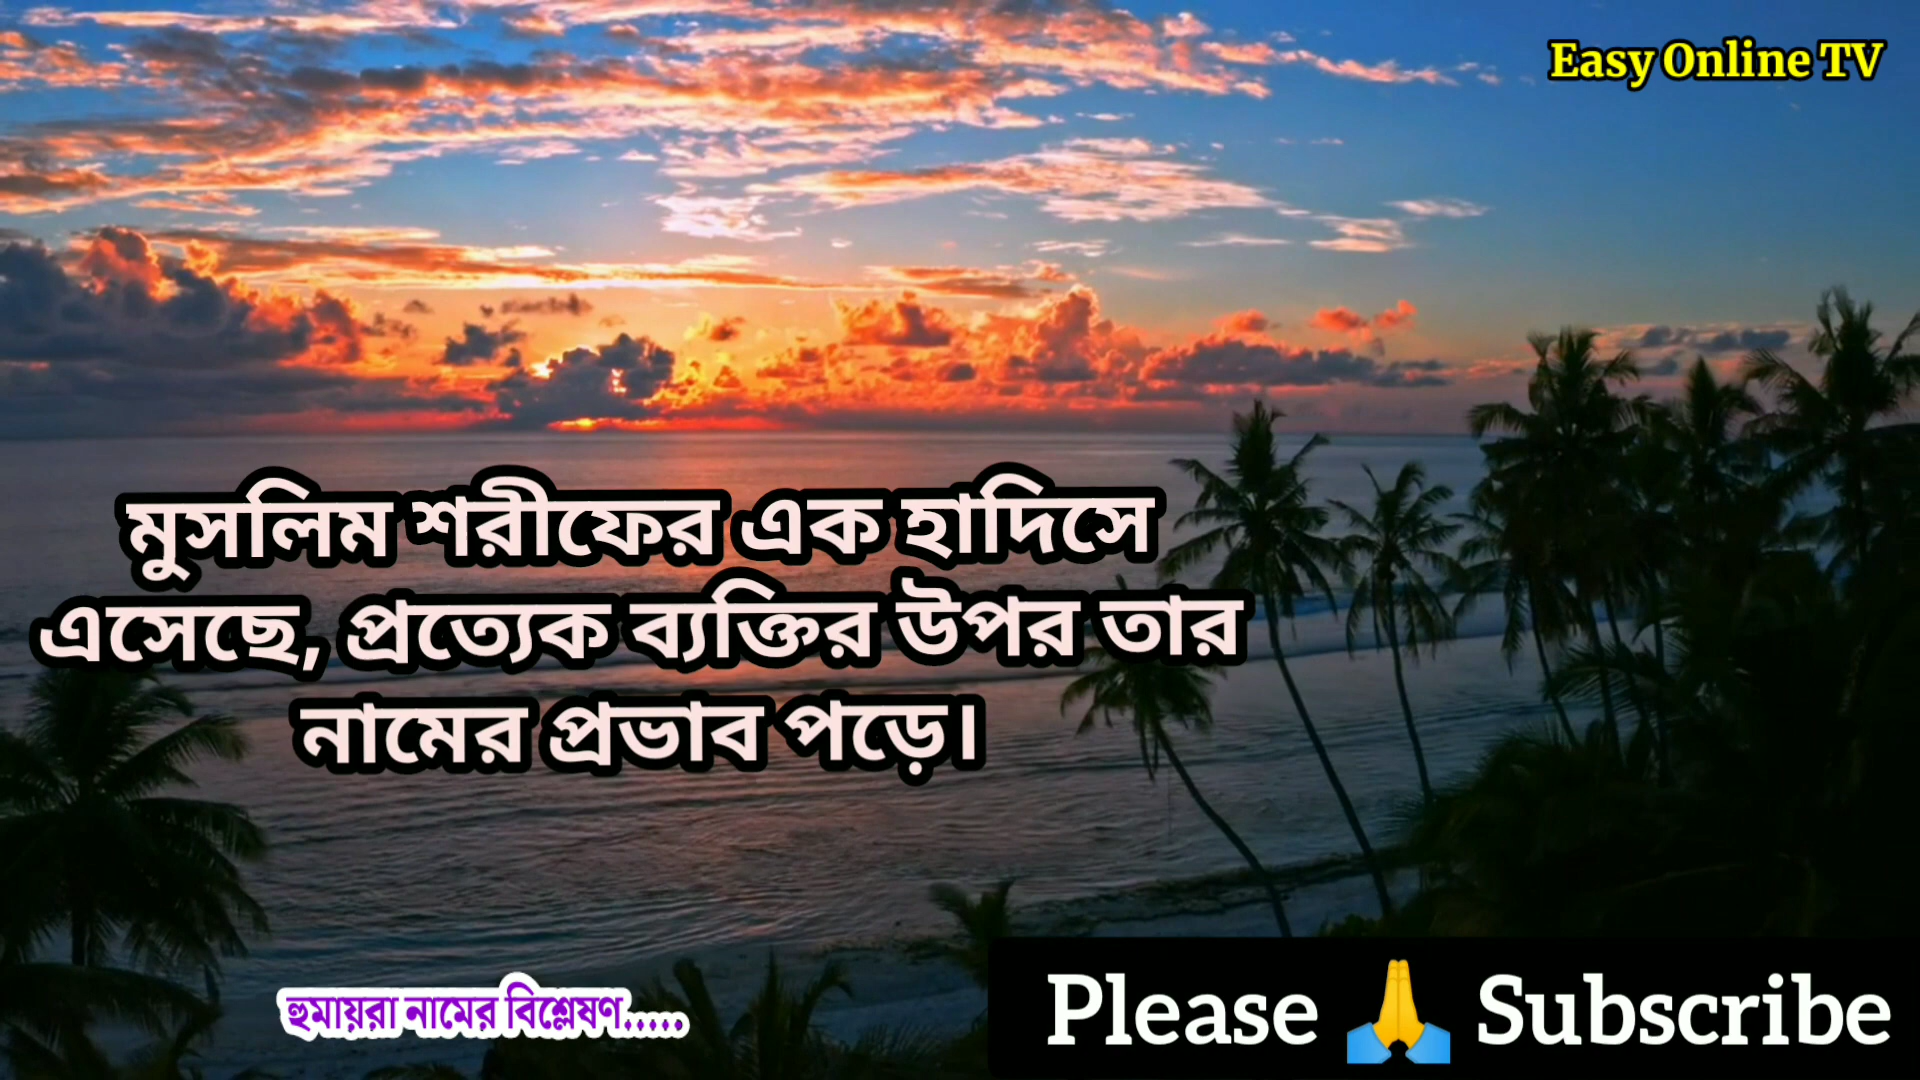 Easy Online TV
মুসলিম শরীফের এক হাদিসে
এসেছে, প্রত্যেক ব্যক্তির উপর তার
নামের প্রভাব পড়ে।
হুমায়রা নামের বিশ্লেষণ.....
Please 🙏 Subscribe